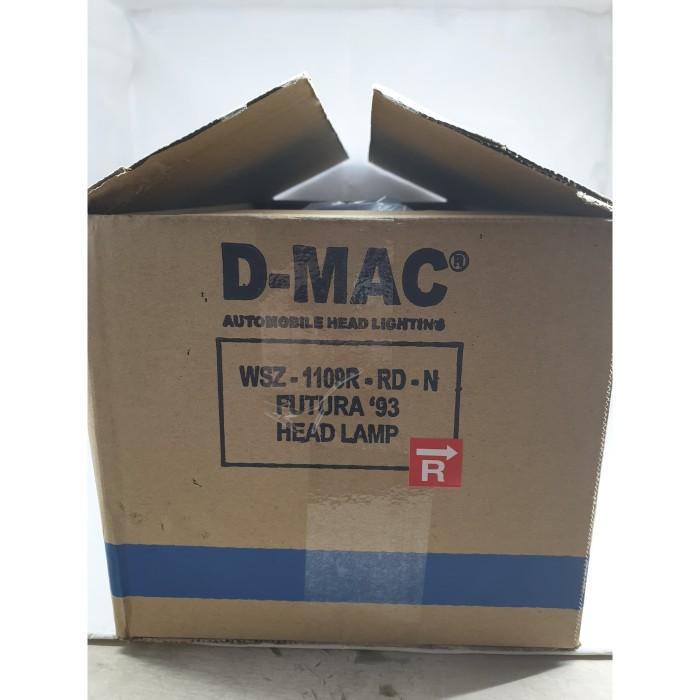 D-MAC®
AUTOMOBILE HEAD LIGHTING
WSZ - 1109R - RD - N
FUTURA '93
HEAD LAMP
R